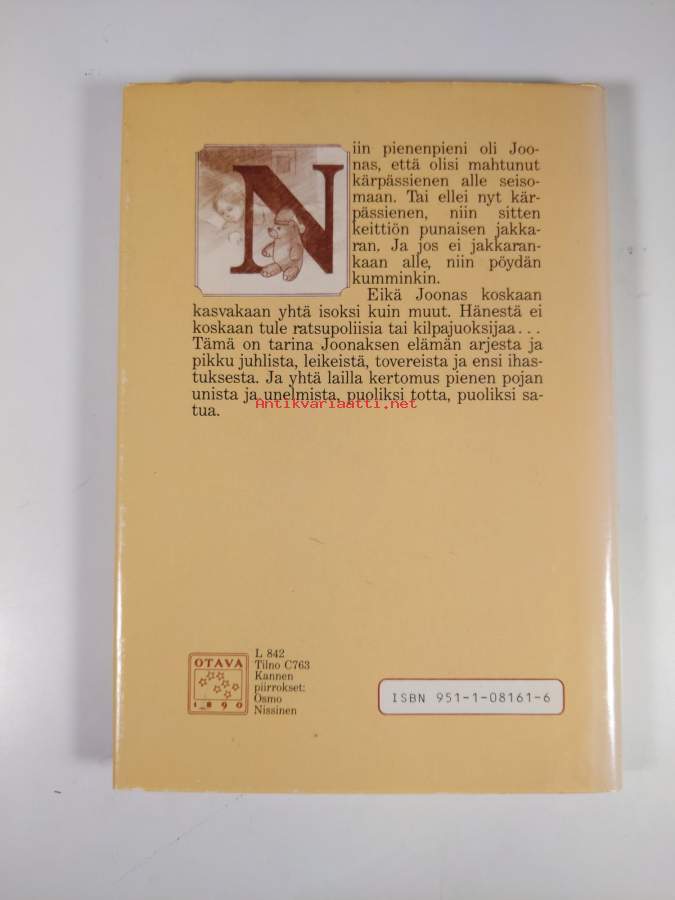 Niin pienenpieni oli Joo-
nas, että olisi mahtunut
kärpässienen alle seiso-
maan. Tai ellei nyt kär-
pässienen, niin sitten
keittiön punaisen jakka-
ran. Ja jos ei jakkaran-
kaan alle, niin pöydän
kumminkin.
Eikä Joonas koskaan
kasvakaan yhtä isoksi kuin muut. Hänestä ei
koskaan tule ratsupoliisia tai kilpajuoksijaa...
Tämä on tarina Joonaksen elämän arjesta ja
pikku juhlista, leikeistä, tovereista ja ensi ihas-
tuksesta. Ja yhtä lailla kertomus pienen pojan
unista ja unelmista, puoliksi totta, puoliksi sa-
tua.
Antikvariaatti.net
OTAVA
1890
L 842
Tilno C763
Kannen
piirrokset:
Osmo
Nissinen
ISBN 951-1-08161-6